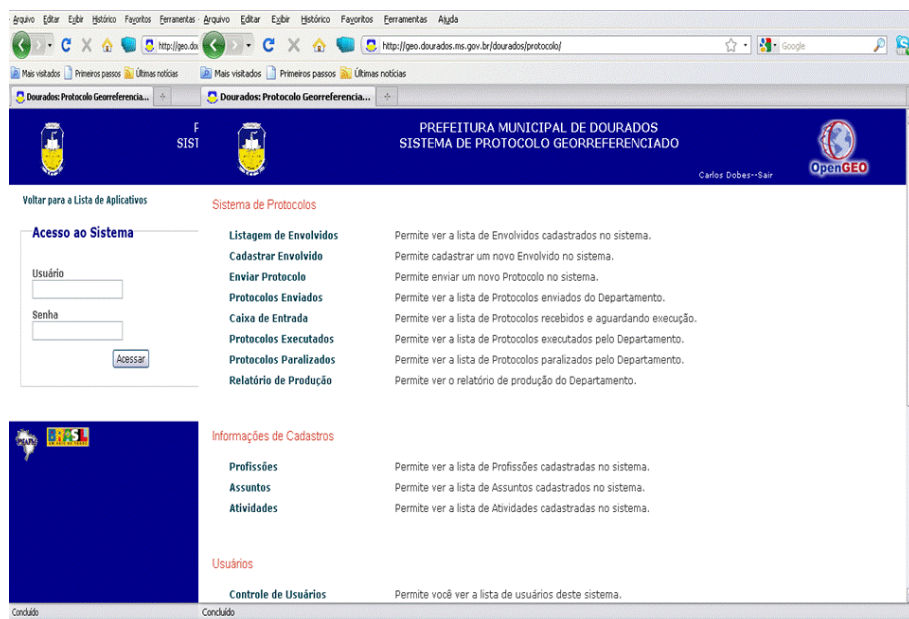 Arquivo Editar Exibir Histórico Favoritos Ferramentas
http://geo.dou
Mais visitados Primeiros passos Últimas notícias
Dourados: Protocolo Georreferencia...
P
SIST
Voltar para a Lista de Aplicativos
Acesso ao Sistema
Usuário
Senha
Acessar
BRASIL
Concluído
Arquivo Editar Exibir Histórico Favoritos Ferramentas Ajuda
http://geo.dourados.ms.gov.br/dourados/protocolo/
Google
Mais visitados Primeiros passos Últimas notícias
Dourados: Protocolo Georreferencia...
PREFEITURA MUNICIPAL DE DOURADOS
SISTEMA DE PROTOCOLO GEORREFERENCIADO
Carlos Dobes--Sair
OpenGEO
Sistema de Protocolos
Listagem de Envolvidos Permite ver a lista de Envolvidos cadastrados no sistema.
Cadastrar Envolvido Permite cadastrar um novo Envolvido no sistema.
Enviar Protocolo Permite enviar um novo Protocolo no sistema.
Protocolos Enviados Permite ver a lista de Protocolos enviados do Departamento.
Caixa de Entrada Permite ver a lista de Protocolos recebidos e aguardando execução.
Protocolos Executados Permite ver a lista de Protocolos executados pelo Departamento.
Protocolos Paralizados Permite ver a lista de Protocolos paralizados pelo Departamento.
Relatório de Produção Permite ver o relatório de produção do Departamento.
Informações de Cadastros
Profissões Permite ver a lista de Profissões cadastradas no sistema.
Assuntos Permite ver a lista de Assuntos cadastrados no sistema.
Atividades Permite ver a lista de Atividades cadastradas no sistema.
Usuários
Controle de Usuários Permite você ver a lista de usuários deste sistema.
Concluído